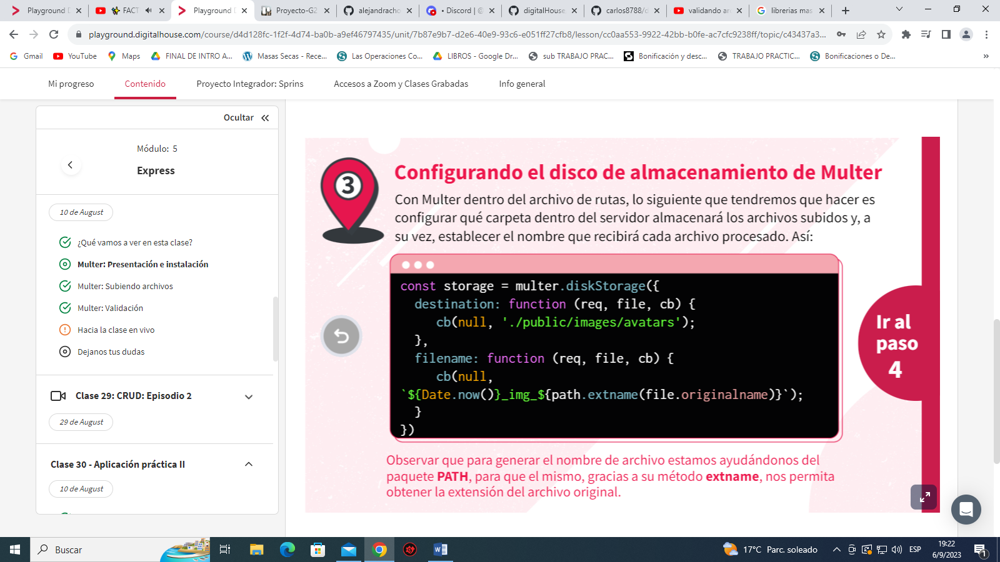 Playground D
FACT
Playground D
Proyecto-G2
alejandracho
• Discord | @
digitalHouse
carlos8788/d
validando ar
librerias mas
playground.digitalhouse.com/course/d4d128fc-1f2f-4d74-ba0b-a9ef46797435/unit/7b87e9b7-d2e6-40e9-93c6-e051ff27cfb8/lesson/cc0aa553-9922-42bb-b0fe-ac7cfc9238ff/topic/c43437a3...
Gmail
YouTube
Maps
FINAL DE INTRO A...
Masas Secas - Rece...
Las Operaciones Co...
LIBROS - Google Dr...
sub TRABAJO PRAC...
Bonificación y desc...
TRABAJO PRACTIC...
Bonificaciones o De...
»
Mi progreso
Contenido
Proyecto Integrador: Sprins
Accesos a Zoom y Clases Grabadas
Info general
Ocultar
Módulo: 5
Express
10 de August
¿Qué vamos a ver en esta clase?
Multer: Presentación e instalación
Multer: Subiendo archivos
Multer: Validación
Hacia la clase en vivo
Dejanos tus dudas
Clase 29: CRUD: Episodio 2
29 de August
Clase 30 - Aplicación práctica II
10 de August
3
Configurando el disco de almacenamiento de Multer
Con Multer dentro del archivo de rutas, lo siguiente que tendremos que hacer es
configurar qué carpeta dentro del servidor almacenará los archivos subidos y, a
su vez, establecer el nombre que recibirá cada archivo procesado. Así:
const storage = multer.diskStorage({
destination: function (req, file, cb) {
cb(null, './public/images/avatars');
},
filename: function (req, file, cb) {
cb(null,
`${Date.now()}_img_${path.extname(file.originalname)}`);
}
})
Ir al
paso
4
Observar que para generar el nombre de archivo estamos ayudándonos del
paquete PATH, para que el mismo, gracias a su método extname, nos permita
obtener la extensión del archivo original.
Buscar
17°C Parc. soleado
ESP
19:22
6/9/2023
1